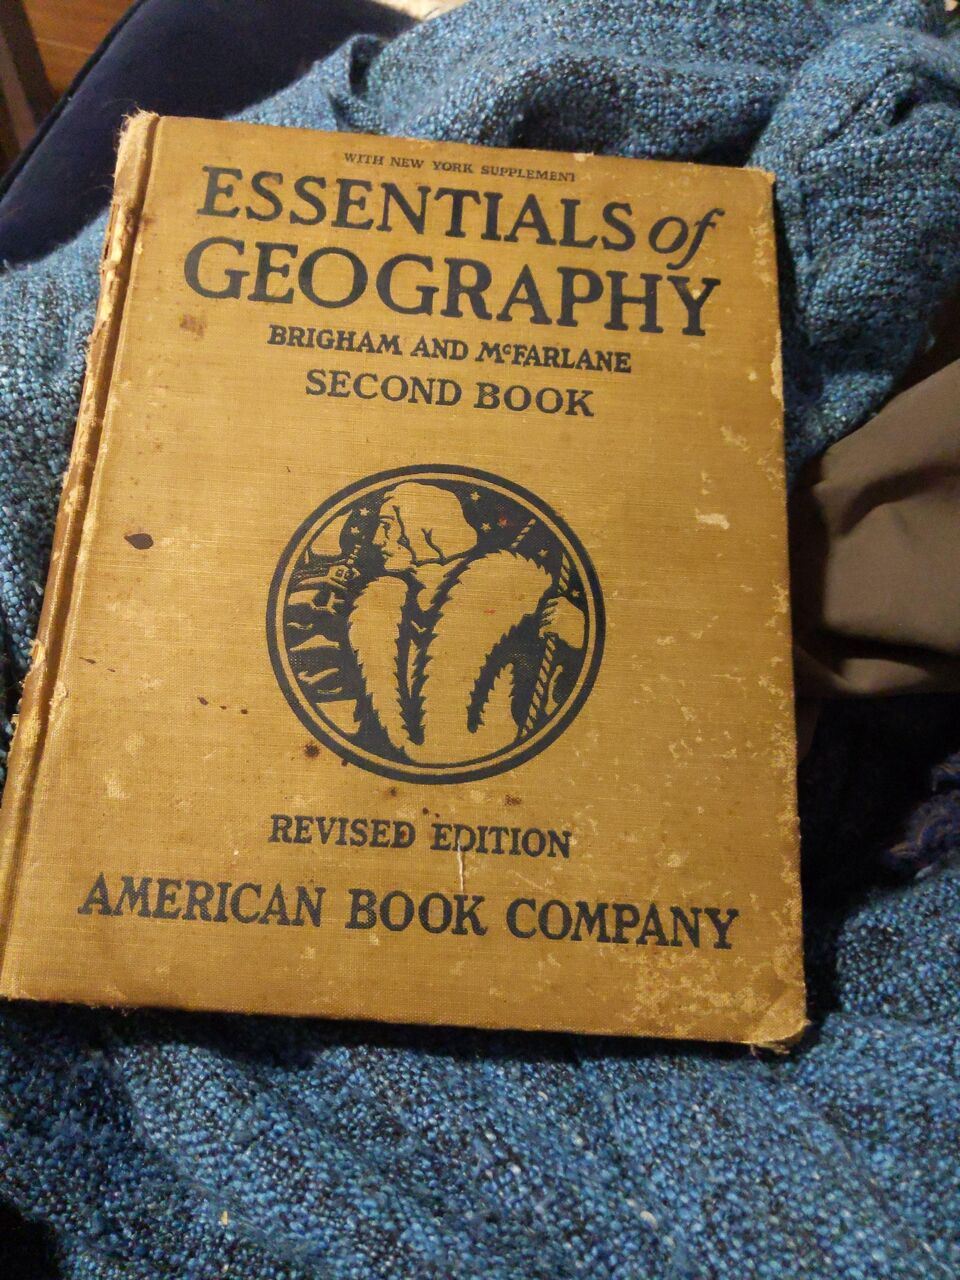 WITH NEW YORK SUPPLEMENT
ESSENTIALS of
GEOGRAPHY
BRIGHAM AND McFARLANE
SECOND BOOK
REVISED EDITION
AMERICAN BOOK COMPANY